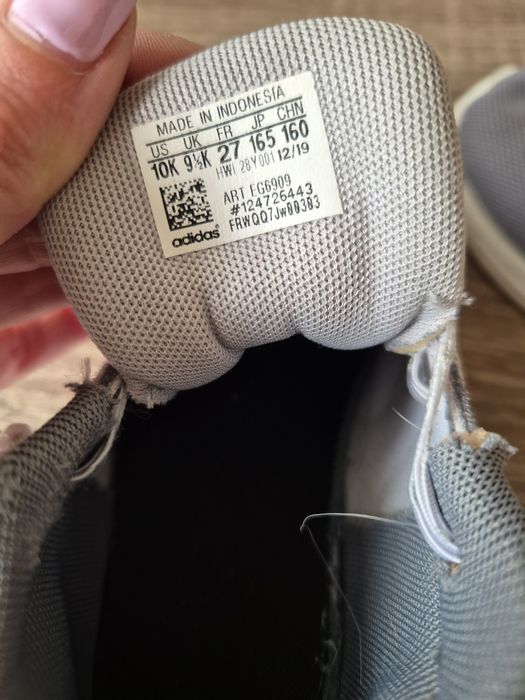 MADE IN INDONESIA
US UK FR JP CHN
10K 9½K 27 165 160
HWI 28Y001 12/19
ART EG6909
#124726443
FRWQQ7JW00303
adidas